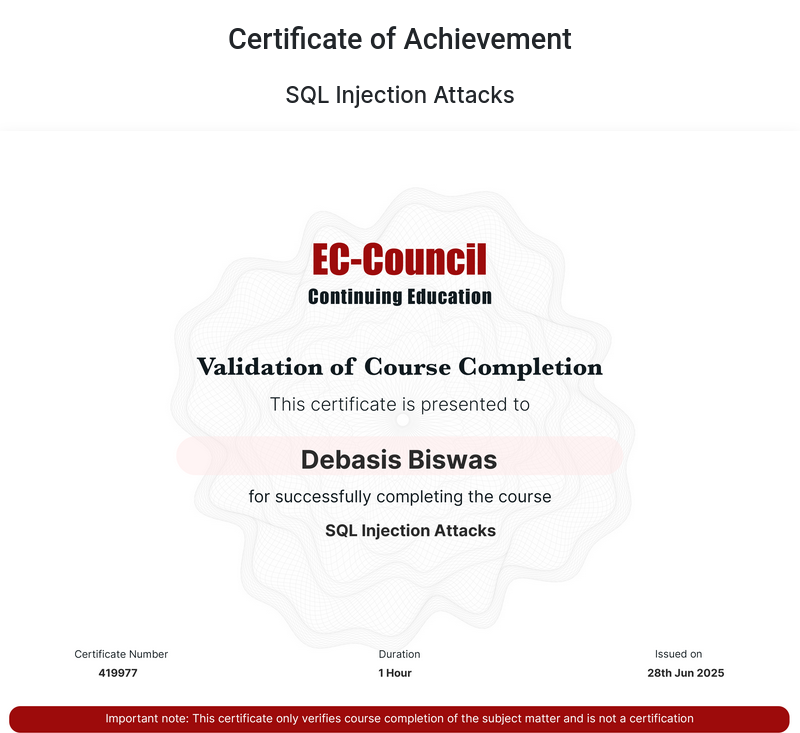 Certificate of Achievement
SQL Injection Attacks
EC-Council
Continuing Education
Validation of Course Completion
This certificate is presented to
Debasis Biswas
for successfully completing the course
SQL Injection Attacks
Certificate Number Duration Issued on
419977 1 Hour 28th Jun 2025
Important note: This certificate only verifies course completion of the subject matter and is not a certification